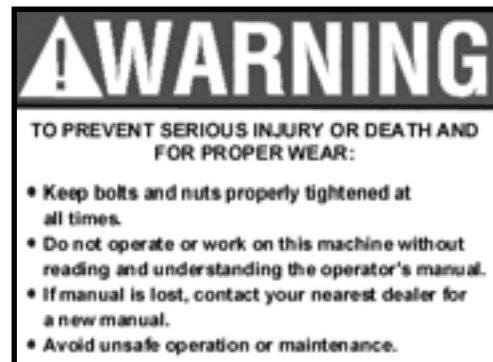 WARNING
TO PREVENT SERIOUS INJURY OR DEATH AND
FOR PROPER WEAR:
• Keep bolts and nuts properly tightened at
all times.
• Do not operate or work on this machine without
reading and understanding the operator's manual.
• If manual is lost, contact your nearest dealer for
a new manual.
• Avoid unsafe operation or maintenance.